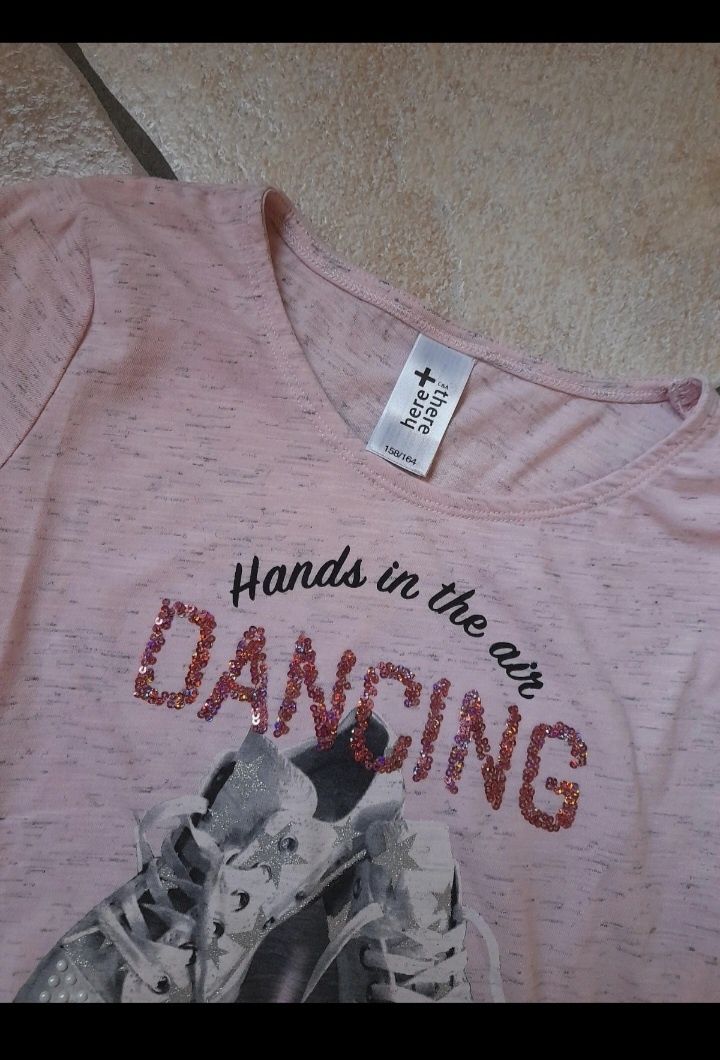 here + there
C&A
158/164
Hands in the air
DANCING